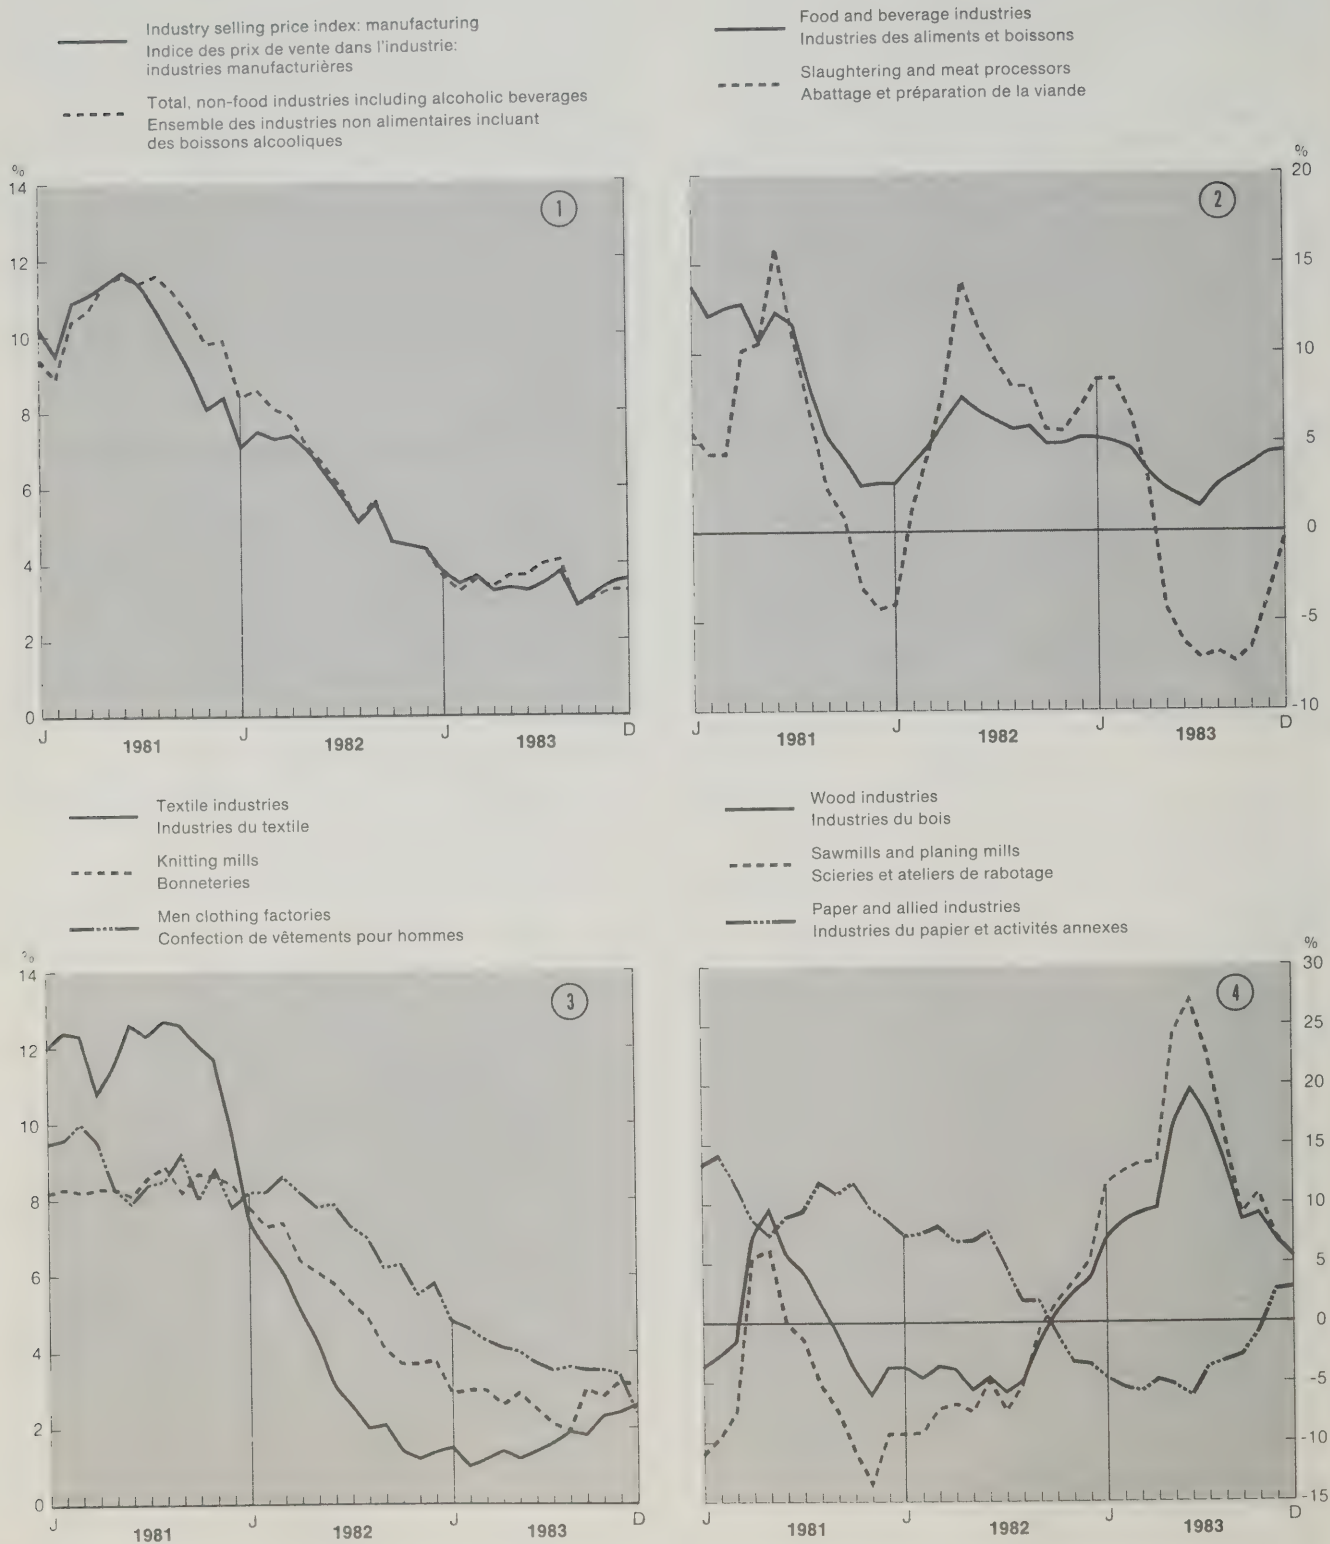 Industry selling price index: manufacturing
Indice des prix de vente dans l'industrie:
industries manufacturières
Total, non-food industries including alcoholic beverages
Ensemble des industries non alimentaires incluant
des boissons alcooliques
Food and beverage industries
Industries des aliments et boissons
Slaughtering and meat processors
Abattage et préparation de la viande
%
14
12
10
8
6
4
2
0
1
J
1981
J
1982
J
1983
D
%
20
15
10
5
0
-5
-10
2
J
1981
J
1982
J
1983
D
Textile industries
Industries du textile
Knitting mills
Bonneteries
Men clothing factories
Confection de vêtements pour hommes
Wood industries
Industries du bois
Sawmills and planing mills
Scieries et ateliers de rabotage
Paper and allied industries
Industries du papier et activités annexes
%
14
12
10
8
6
4
2
0
3
J
1981
J
1982
J
1983
D
%
30
25
20
15
10
5
0
-5
-10
-15
4
J
1981
J
1982
J
1983
D